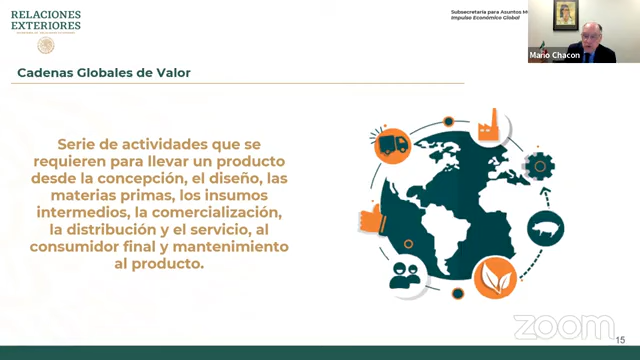 RELACIONES
EXTERIORES
Subsecretaría para Asuntos
Impulso Económico Global
Mario Chacon
Cadenas Globales de Valor
Serie de actividades que se
requieren para llevar un producto
desde la concepción, el diseño, las
materias primas, los insumos
intermedios, la comercialización,
la distribución y el servicio, al
consumidor final y mantenimiento
al producto.
zoom
15